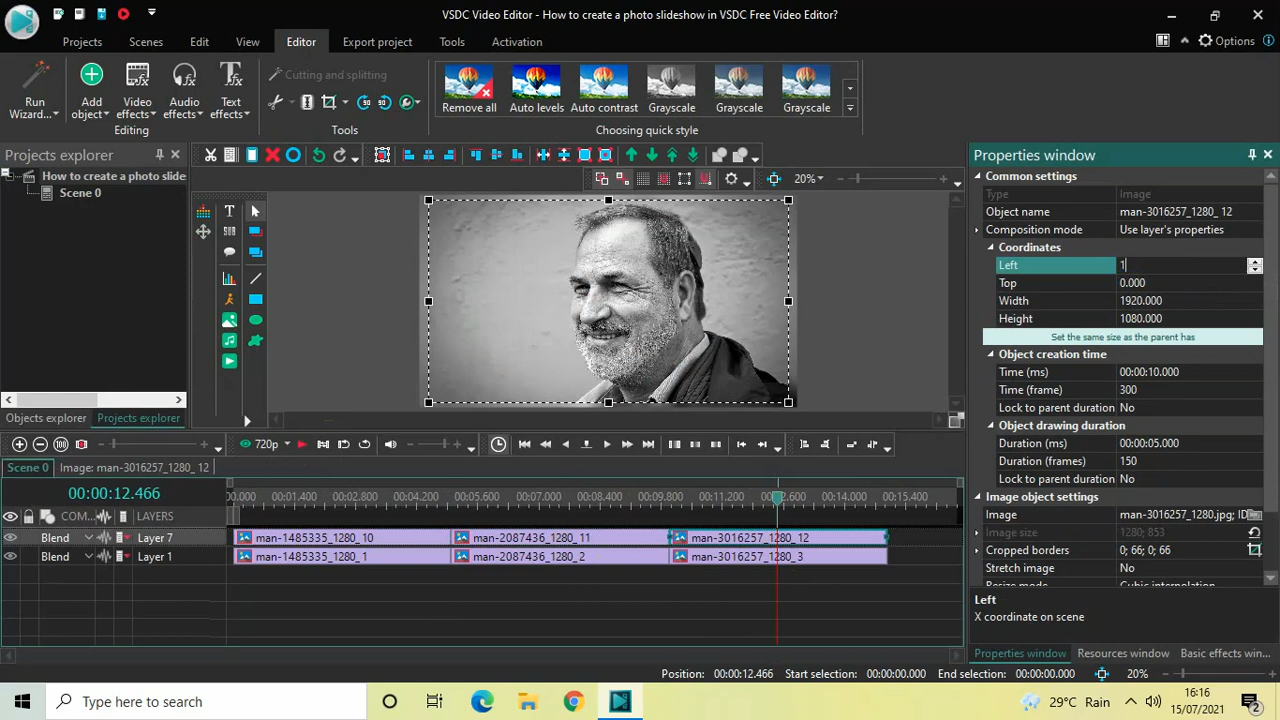 VSDC Video Editor - How to create a photo slideshow in VSDC Free Video Editor?
Projects Scenes Edit View Editor Export project Tools Activation Options
Run Wizard... Add object Video effects Audio effects Text effects
Editing
Cutting and splitting
Tools
Remove all Auto levels Auto contrast Grayscale Grayscale Grayscale
Choosing quick style
Projects explorer
How to create a photo slide
Scene 0
Objects explorer Projects explorer
20%
Properties window
Common settings
Type Image
Object name man-3016257_1280_ 12
Composition mode Use layer's properties
Coordinates
Left 1
Top 0.000
Width 1920.000
Height 1080.000
Set the same size as the parent has
Object creation time
Time (ms) 00:00:10.000
Time (frame) 300
Lock to parent duration No
Object drawing duration
Duration (ms) 00:00:05.000
Duration (frames) 150
Lock to parent duration No
Image object settings
Image man-3016257_1280.jpg; ID
Image size 1280; 853
Cropped borders 0; 66; 0; 66
Stretch image No
Resize mode Cubic interpolation
Left
X coordinate on scene
Properties window Resources window Basic effects win...
720p
Scene 0 Image: man-3016257_1280_ 12
00:00:12.466
0.000 00:01.400 00:02.800 00:04.200 00:05.600 00:07.000 00:08.400 00:09.800 00:11.200 00:12.600 00:14.000 00:15.400
COM... LAYERS
Blend Layer 7 man-1485335_1280_10 man-2087436_1280_11 man-3016257_1280_12
Blend Layer 1 man-1485335_1280_1 man-2087436_1280_2 man-3016257_1280_3
Position: 00:00:12.466 Start selection: 00:00:00.000 End selection: 00:00:00.000 20%
Type here to search
29°C Rain
16:16
15/07/2021
2